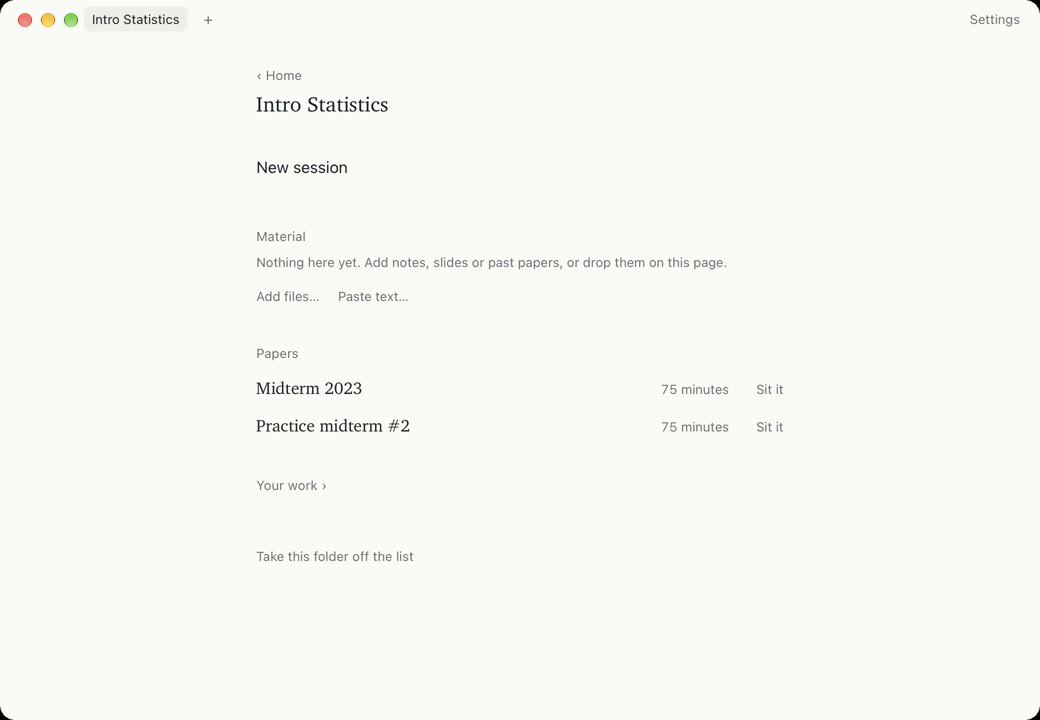 Intro Statistics + Settings
‹ Home
Intro Statistics
New session
Material
Nothing here yet. Add notes, slides or past papers, or drop them on this page.
Add files... Paste text...
Papers
Midterm 2023 75 minutes Sit it
Practice midterm #2 75 minutes Sit it
Your work ›
Take this folder off the list